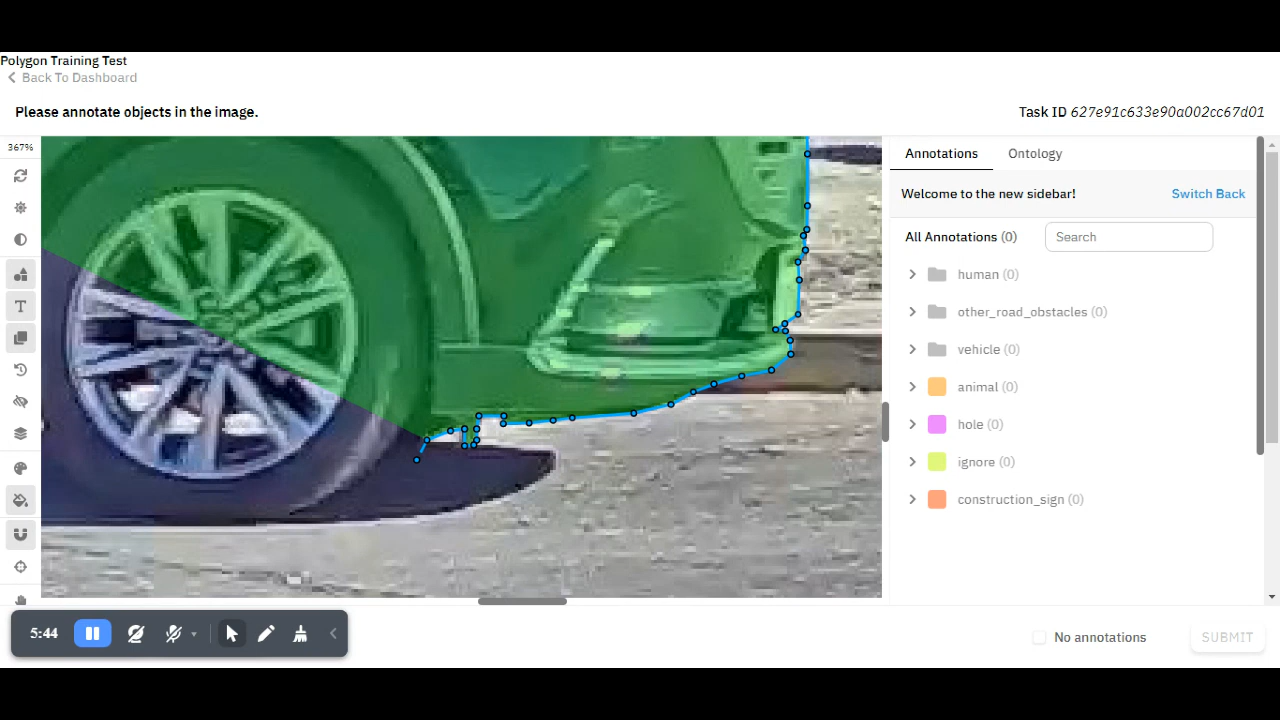 Polygon Training Test
Back To Dashboard
Please annotate objects in the image.
Task ID 627e91c633e90a002cc67d01
367%
Annotations
Ontology
Welcome to the new sidebar!
Switch Back
All Annotations (0)
Search
human (0)
other_road_obstacles (0)
vehicle (0)
animal (0)
hole (0)
ignore (0)
construction_sign (0)
5:44
No annotations
SUBMIT